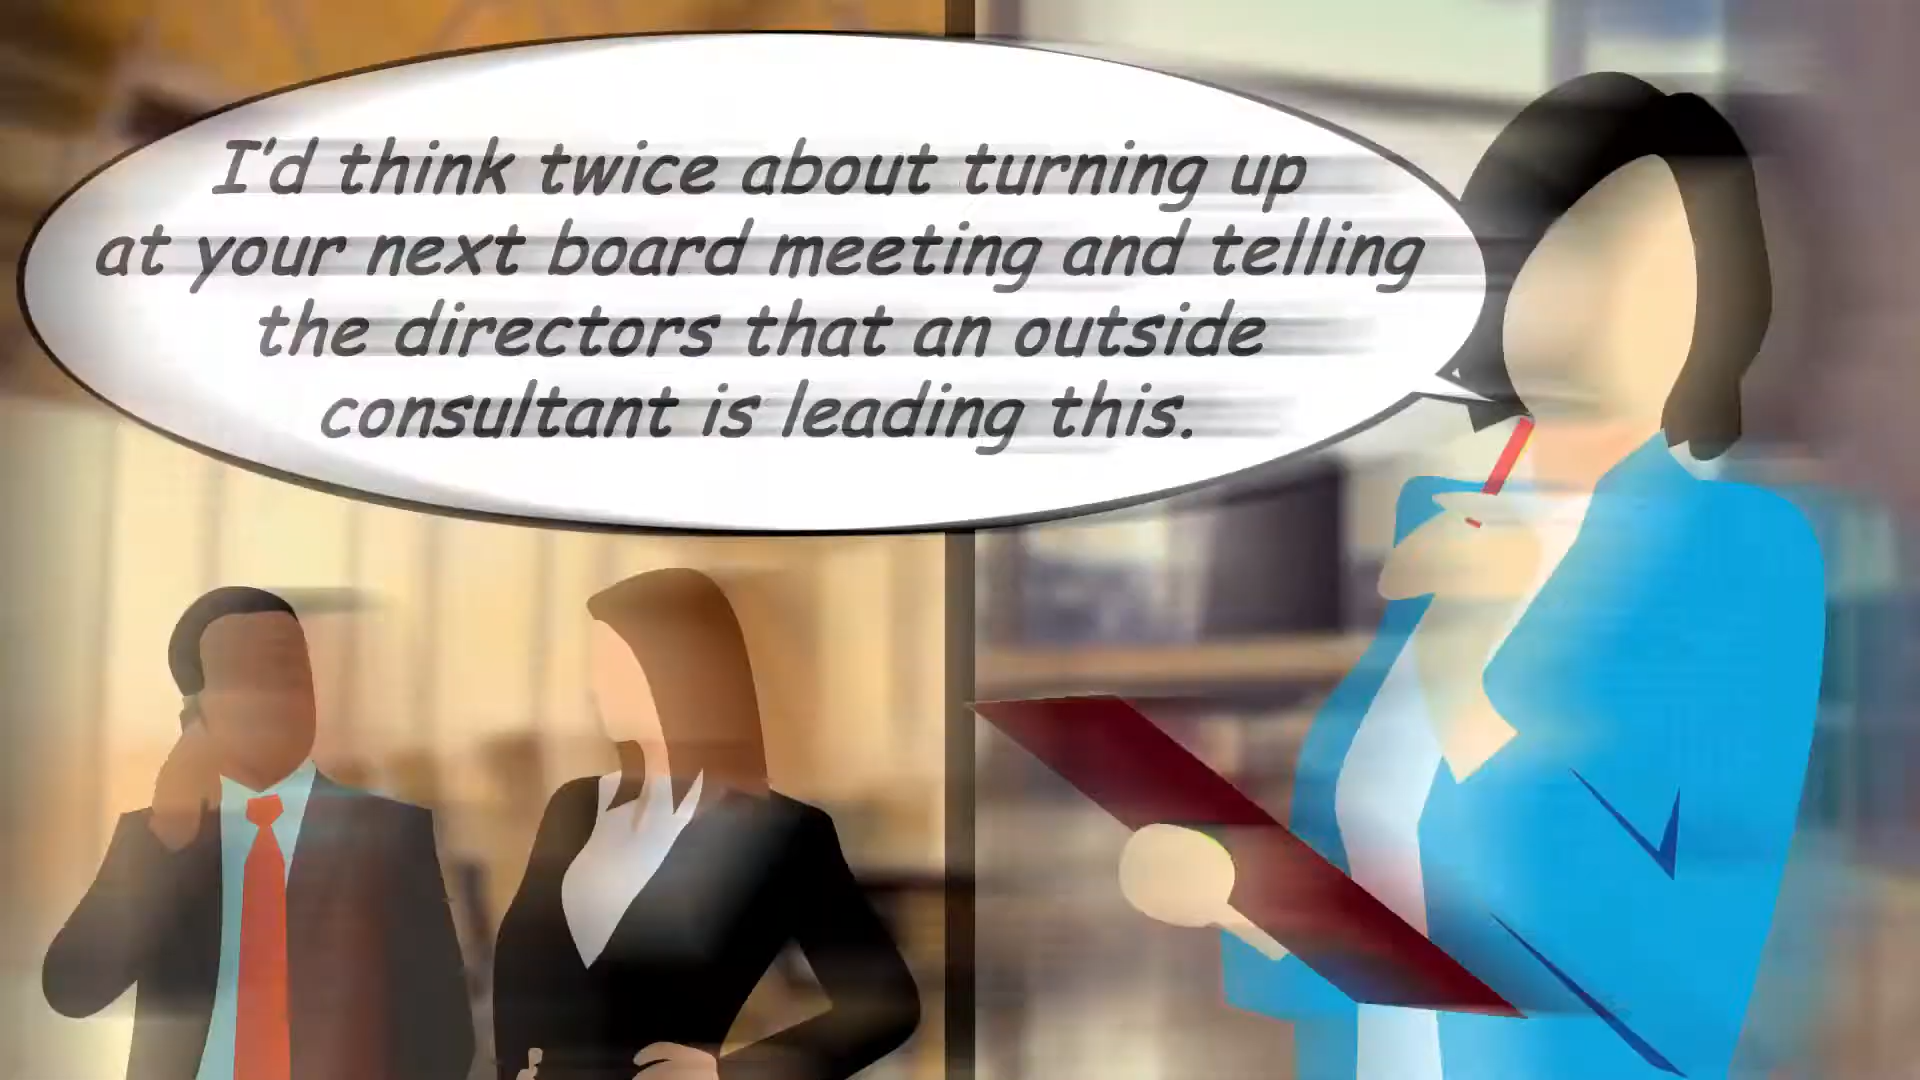 I'd think twice about turning up
at your next board meeting and telling
the directors that an outside
consultant is leading this.